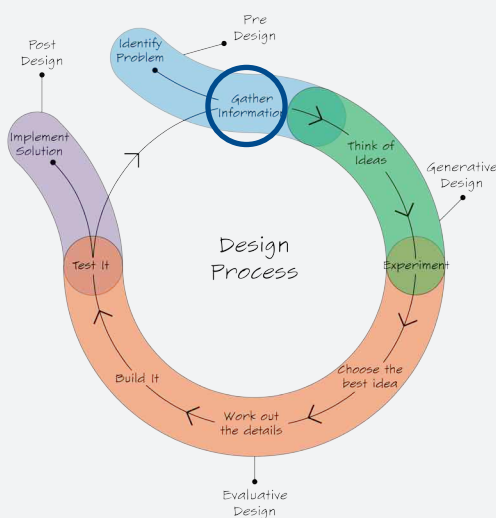 Pre
Design
Post
Design
Identify
Problem
Gather
Information
Implement
Solution
Think of
Ideas
Generative
Design
Design
Process
Test It
Experiment
Choose the
best idea
Build It
Work out
the details
Evaluative
Design